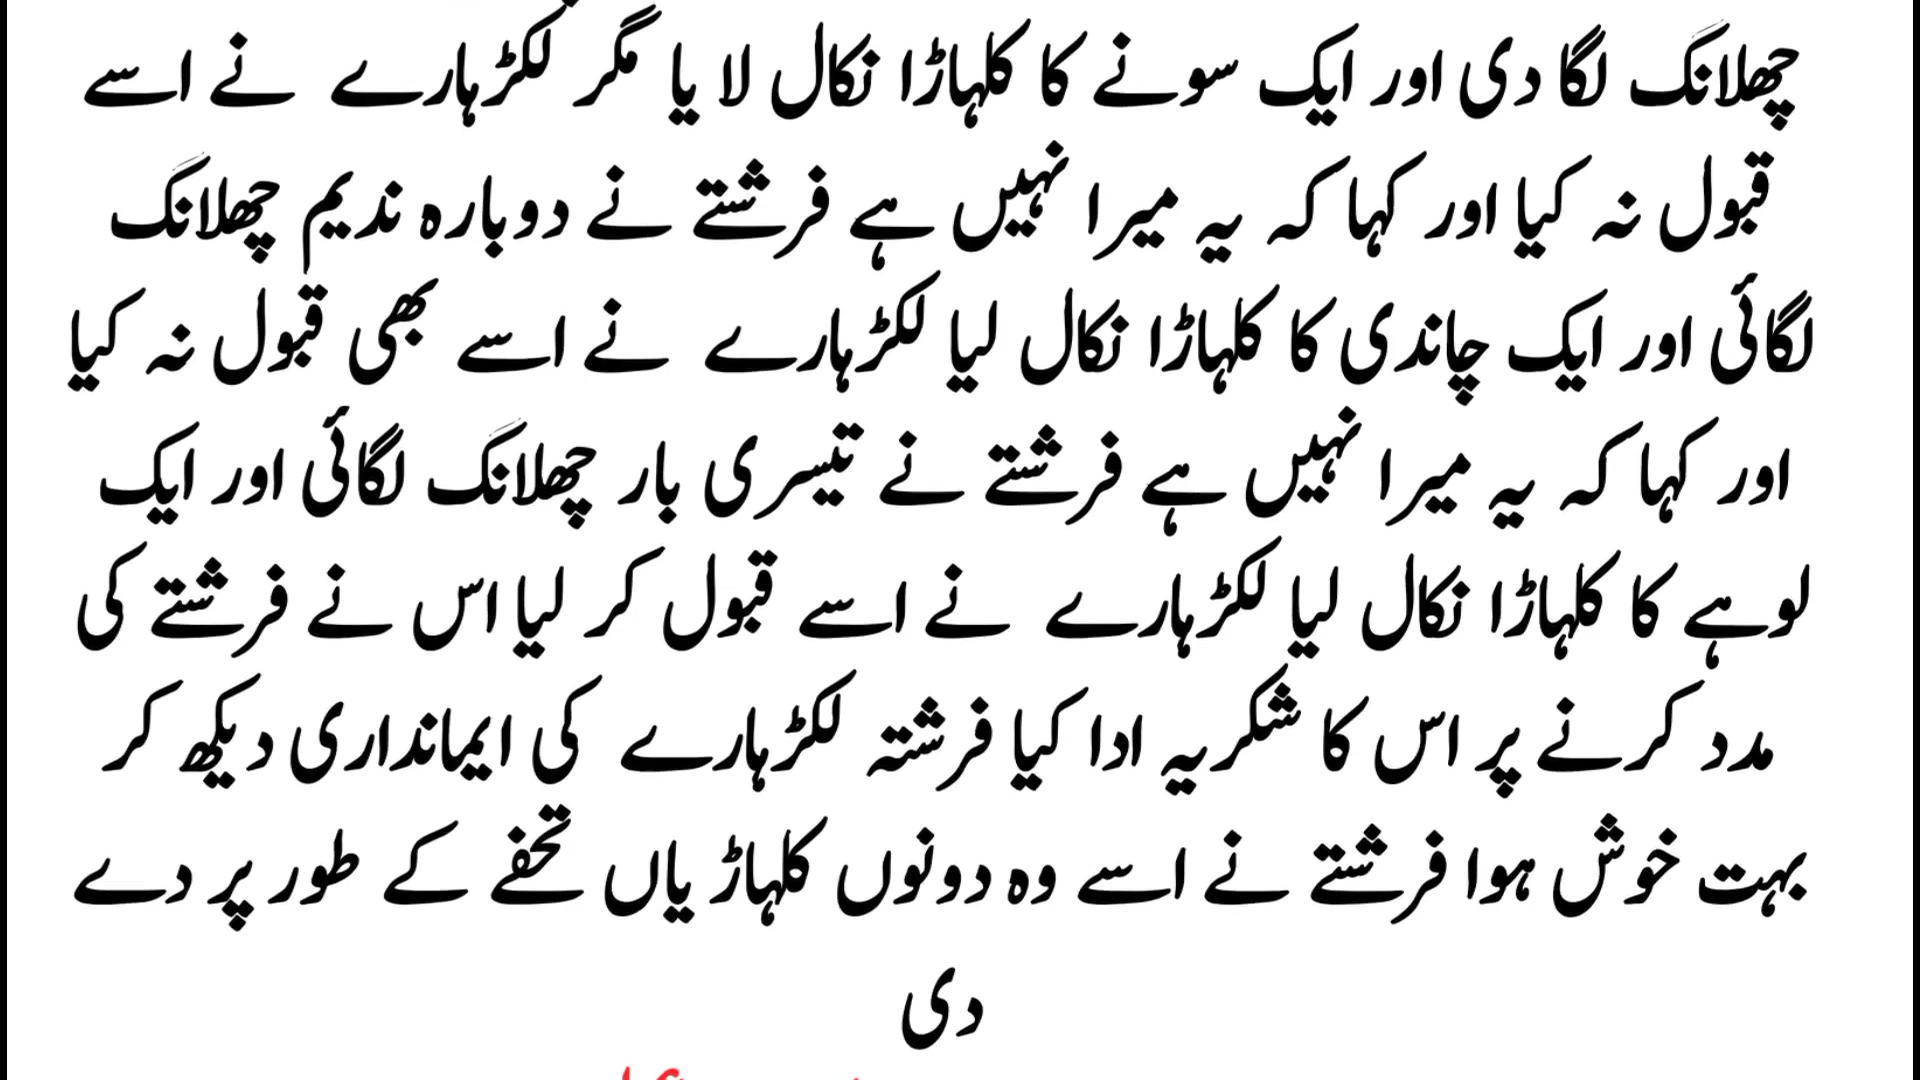 چھلانگ لگا دی اور ایک سونے کا کلہاڑا نکال لا یا مگر لکڑہارے نے اسے
قبول نہ کیا اور کہا کہ یہ میرا نہیں ہے فرشتے نے دوبارہ ندیم چھلانگ
لگائی اور ایک چاندی کا کلہاڑا نکال لیا لکڑہارے نے اسے بھی قبول نہ کیا
اور کہا کہ یہ میرا نہیں ہے فرشتے نے تیسری بار چھلانگ لگائی اور ایک
لوہے کا کلہاڑا نکال لیا لکڑہارے نے اسے قبول کر لیا اس نے فرشتے کی
مدد کرنے پر اس کا شکریہ ادا کیا فرشتہ لکڑہارے کی ایمانداری دیکھ کر
بہت خوش ہوا فرشتے نے اسے وہ دونوں کلہاڑ یاں تحفے کے طور پر دے
دی